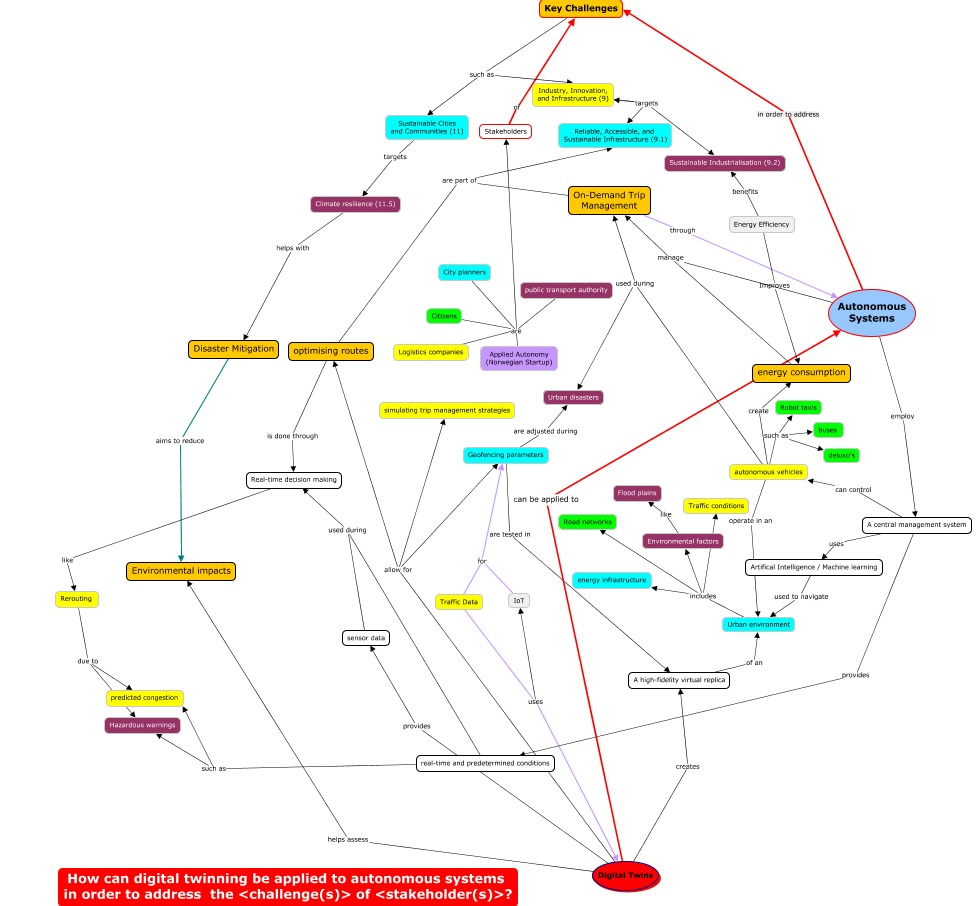 Key Challenges
such as
Industry, Innovation,
and Infrastructure (9)
of
targets
in order to address
Sustainable Cities
and Communities (11)
Stakeholders
Reliable, Accessible, and
Sustainable Infrastructure (9.1)
targets
Sustainable Industrialisation (9.2)
are part of
benefits
On-Demand Trip
Management
Climate resilience (11.5)
Energy Efficiency
through
helps with
manage
City planners
used during
Improves
public transport authority
Autonomous
Systems
Citizens
are
Disaster Mitigation
optimising routes
Logistics companies
Applied Autonomy
(Norwegian Startup)
energy consumption
Urban disasters
simulating trip management strategies
create
Robot taxis
employ
are adjusted during
such as
buses
is done through
aims to reduce
Geofencing parameters
deluxo's
Real-time decision making
autonomous vehicles
can control
can be applied to
Flood plains
Traffic conditions
like
Road networks
operate in an
A central management system
used during
are tested in
Environmental factors
uses
like
for
allow for
Environmental impacts
Artifical Intelligence / Machine learning
energy infrastructure
includes
used to navigate
Rerouting
Traffic Data
IoT
Urban environment
sensor data
due to
of an
A high-fidelity virtual replica
provides
predicted congestion
uses
Hazardous warnings
provides
such as
real-time and predetermined conditions
creates
helps assess
Digital Twins
How can digital twinning be applied to autonomous systems
in order to address the <challenge(s)> of <stakeholder(s)>?